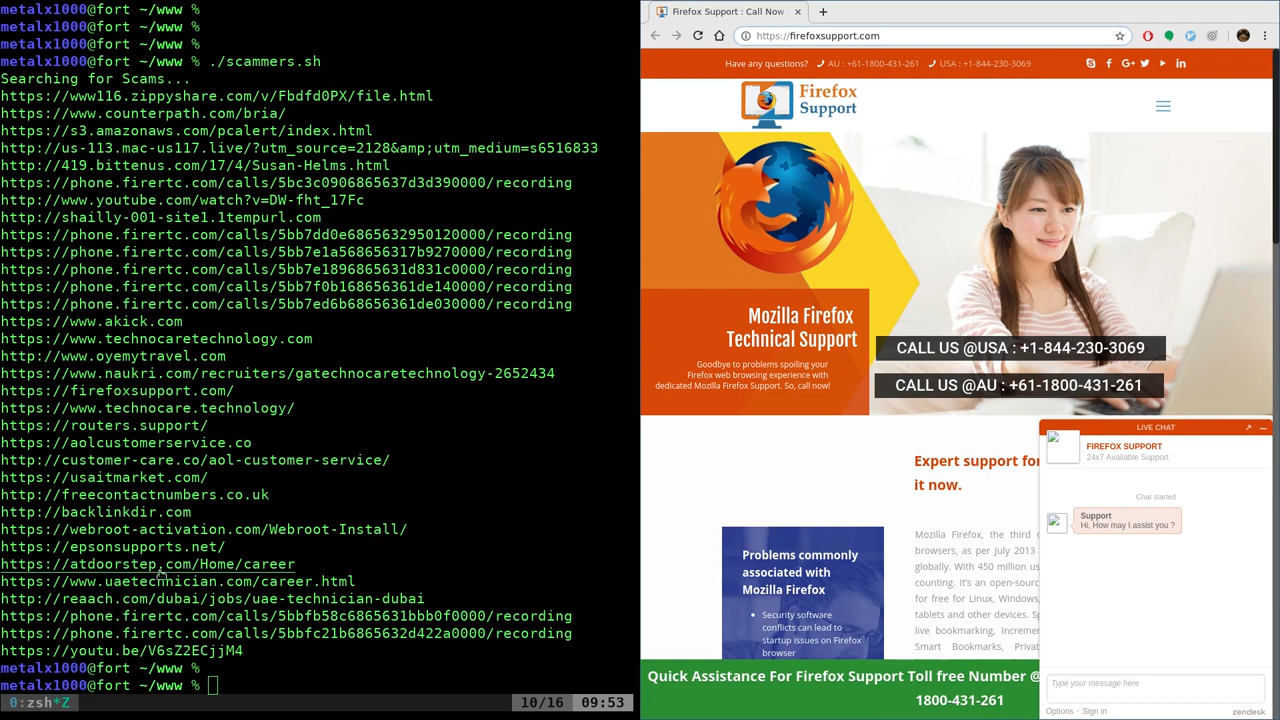 metalx1000@fort ~/www %
metalx1000@fort ~/www %
metalx1000@fort ~/www %
metalx1000@fort ~/www % ./scammers.sh
Searching for Scams...
https://www116.zippyshare.com/v/Fbdfd0PX/file.html
https://www.counterpath.com/bria/
https://s3.amazonaws.com/pcalert/index.html
http://us-113.mac-us117.live/?utm_source=2128&amp;utm_medium=s6516833
http://419.bittenus.com/17/4/Susan-Helms.html
https://phone.firertc.com/calls/5bc3c0906865637d3d390000/recording
http://www.youtube.com/watch?v=DW-fht_17Fc
http://shailly-001-site1.1tempurl.com
https://phone.firertc.com/calls/5bb7dd0e6865632950120000/recording
https://phone.firertc.com/calls/5bb7e1a568656317b9270000/recording
https://phone.firertc.com/calls/5bb7e1896865631d831c0000/recording
https://phone.firertc.com/calls/5bb7f0b168656361de140000/recording
https://phone.firertc.com/calls/5bb7ed6b68656361de030000/recording
https://www.akick.com
https://www.technocaretechnology.com
http://www.oyemytravel.com
https://www.naukri.com/recruiters/gatechnocaretechnology-2652434
https://firefoxsupport.com/
https://www.technocare.technology/
https://routers.support/
https://aolcustomerservice.co
http://customer-care.co/aol-customer-service/
https://usaitmarket.com/
http://freecontactnumbers.co.uk
http://backlinkdir.com
https://webroot-activation.com/Webroot-Install/
https://epsonsupports.net/
https://atdoorstep.com/Home/career
https://www.uaetechnician.com/career.html
http://reaach.com/dubai/jobs/uae-technician-dubai
https://phone.firertc.com/calls/5bbfb58c6865631bbb0f0000/recording
https://phone.firertc.com/calls/5bbfc21b6865632d422a0000/recording
https://youtu.be/V6sZ2ECjjM4
metalx1000@fort ~/www %
metalx1000@fort ~/www %
0:zsh*Z 10/16 09:53
Firefox Support : Call Now
https://firefoxsupport.com
Have any questions? AU : +61-1800-431-261 USA : +1-844-230-3069
Firefox
Support
Mozilla Firefox
Technical Support
Goodbye to problems spoiling your
Firefox web browsing experience with
dedicated Mozilla Firefox Support. So, call now!
CALL US @USA : +1-844-230-3069
CALL US @AU : +61-1800-431-261
Expert support for
it now.
Mozilla Firefox, the third
browsers, as per July 2013
globally. With 450 million us
counting. It's an open-sourc
for free for Linux, Windows,
tablets and other devices. Sp
live bookmarking, Incremen
Smart Bookmarks, Privat
Problems commonly
associated with
Mozilla Firefox
• Security software
conflicts can lead to
startup issues on Firefox
browser
Quick Assistance For Firefox Support Toll free Number @
1800-431-261
LIVE CHAT
FIREFOX SUPPORT
24x7 Available Support
Chat started
Support
Hi, How may I assist you ?
Type your message here
Options · Sign in
zendesk